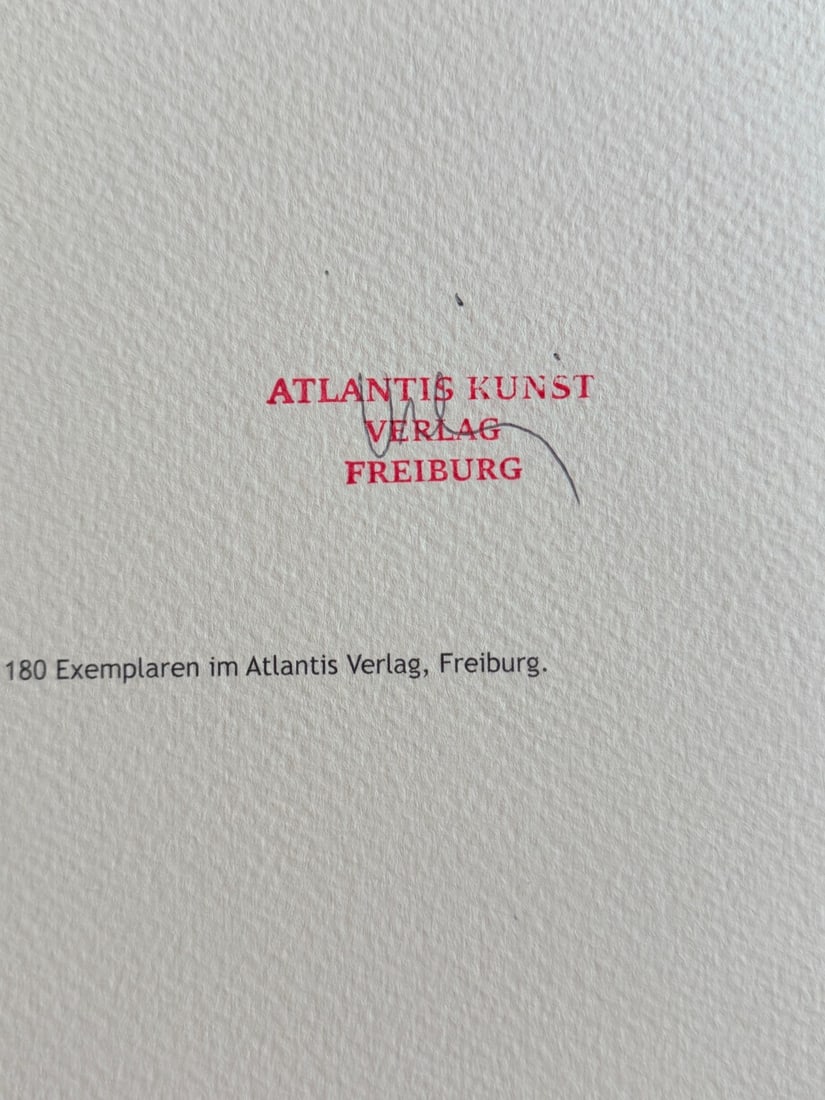 ATLANTIS KUNST
VERLAG
FREIBURG
180 Exemplaren im Atlantis Verlag, Freiburg.